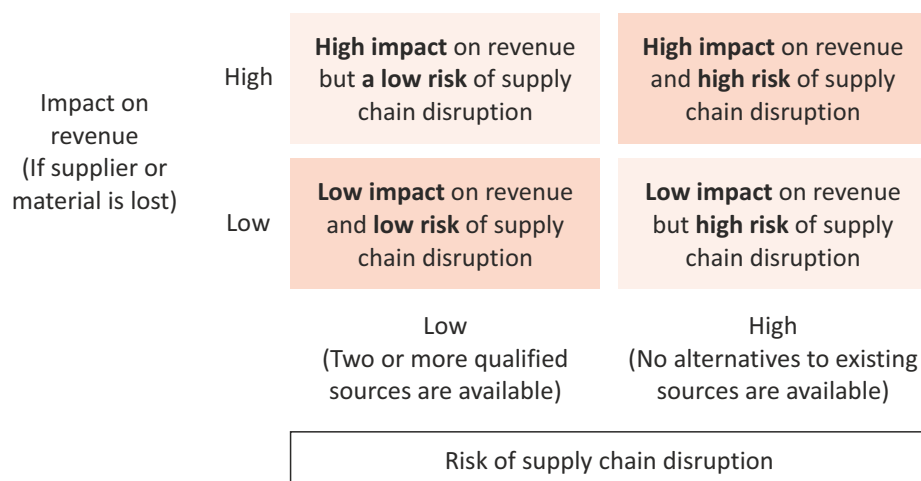 High impact on revenue
but a low risk of supply
chain disruption
High impact on revenue
and high risk of supply
chain disruption
High
Impact on
revenue
(If supplier or
material is lost)
Low impact on revenue
and low risk of supply
chain disruption
Low impact on revenue
but high risk of supply
chain disruption
Low
Low
(Two or more qualified
sources are available)
High
(No alternatives to existing
sources are available)
Risk of supply chain disruption